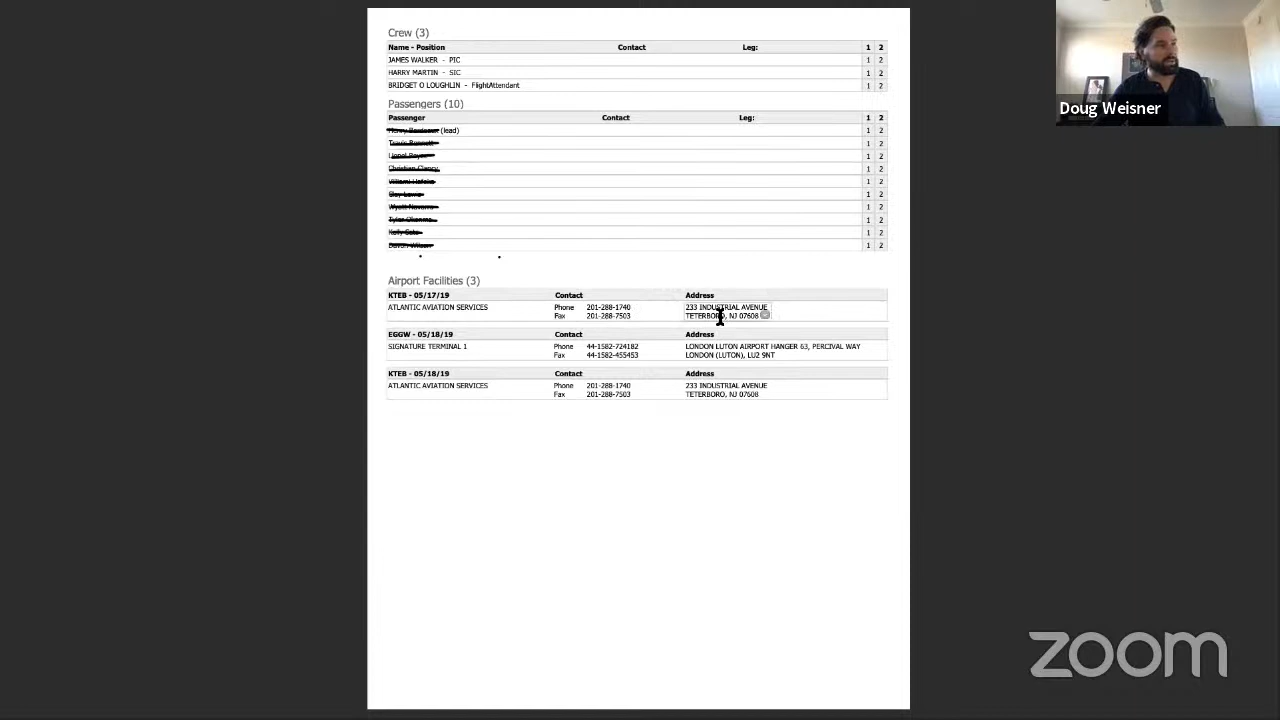 Crew (3)
Name - Position Contact Leg: 1 2
JAMES WALKER - PIC 1 2
HARRY MARTIN - SIC 1 2
BRIDGET O LOUGHLIN - FlightAttendant 1 2
Passengers (10)
Passenger Contact Leg: 1 2
(lead) 1 2
1 2
1 2
1 2
1 2
1 2
1 2
1 2
1 2
1 2
Airport Facilities (3)
KTEB - 05/17/19 Contact Address
ATLANTIC AVIATION SERVICES Phone 201-288-1740 233 INDUSTRIAL AVENUE
Fax 201-288-7503 TETERBORO, NJ 07608
EGGW - 05/18/19 Contact Address
SIGNATURE TERMINAL 1 Phone 44-1582-724182 LONDON LUTON AIRPORT HANGER 63, PERCIVAL WAY
Fax 44-1582-455453 LONDON (LUTON), LU2 9NT
KTEB - 05/18/19 Contact Address
ATLANTIC AVIATION SERVICES Phone 201-288-1740 233 INDUSTRIAL AVENUE
Fax 201-288-7503 TETERBORO, NJ 07608
Doug Weisner
zoom